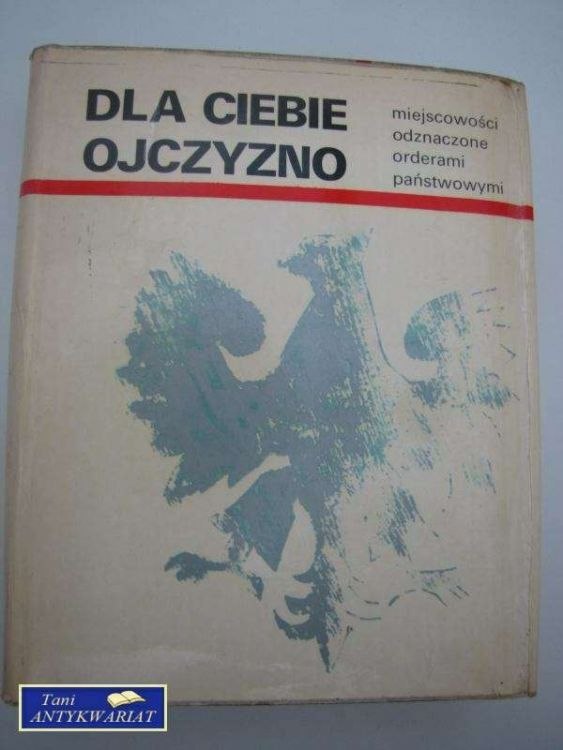 DLA CIEBIE
OJCZYZNO
miejscowości
odznaczone
orderami
państwowymi
Tani
ANTYKWARIAT